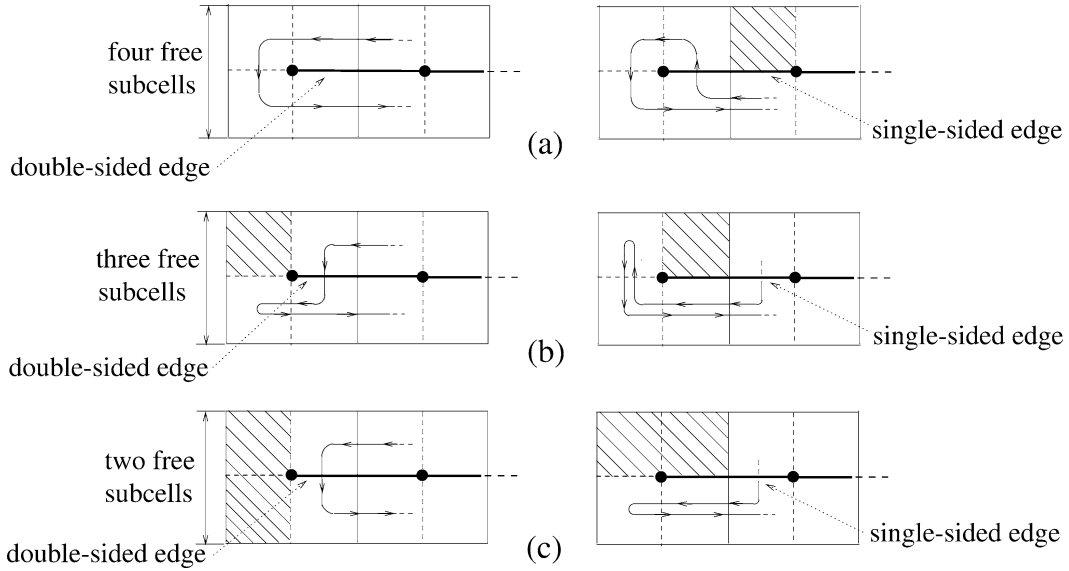 four free
subcells
double-sided edge
(a)
single-sided edge
three free
subcells
double-sided edge
(b)
single-sided edge
two free
subcells
double-sided edge
(c)
single-sided edge